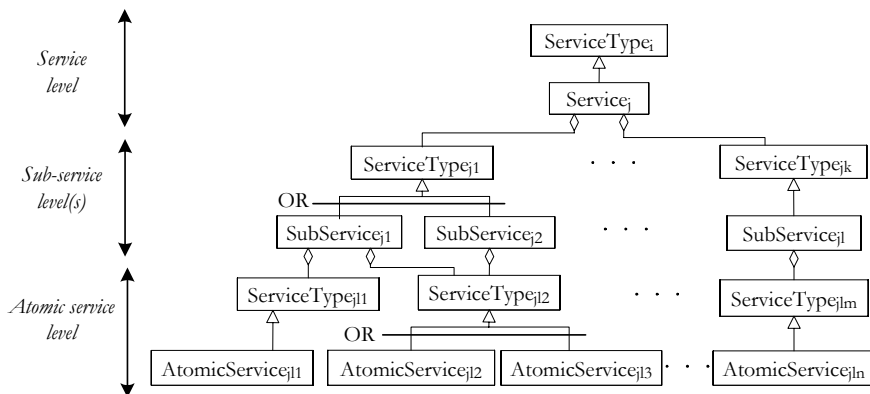 Service
level
ServiceTypei
Servicej
Sub-service
level(s)
ServiceTypej1
. . .
ServiceTypejk
OR
SubServicej1
SubServicej2
. . .
SubServicejl
Atomic service
level
ServiceTypejl1
ServiceTypejl2
. . .
ServiceTypejlm
OR
AtomicServicejl1
AtomicServicejl2
AtomicServicejl3
. . .
AtomicServicejln